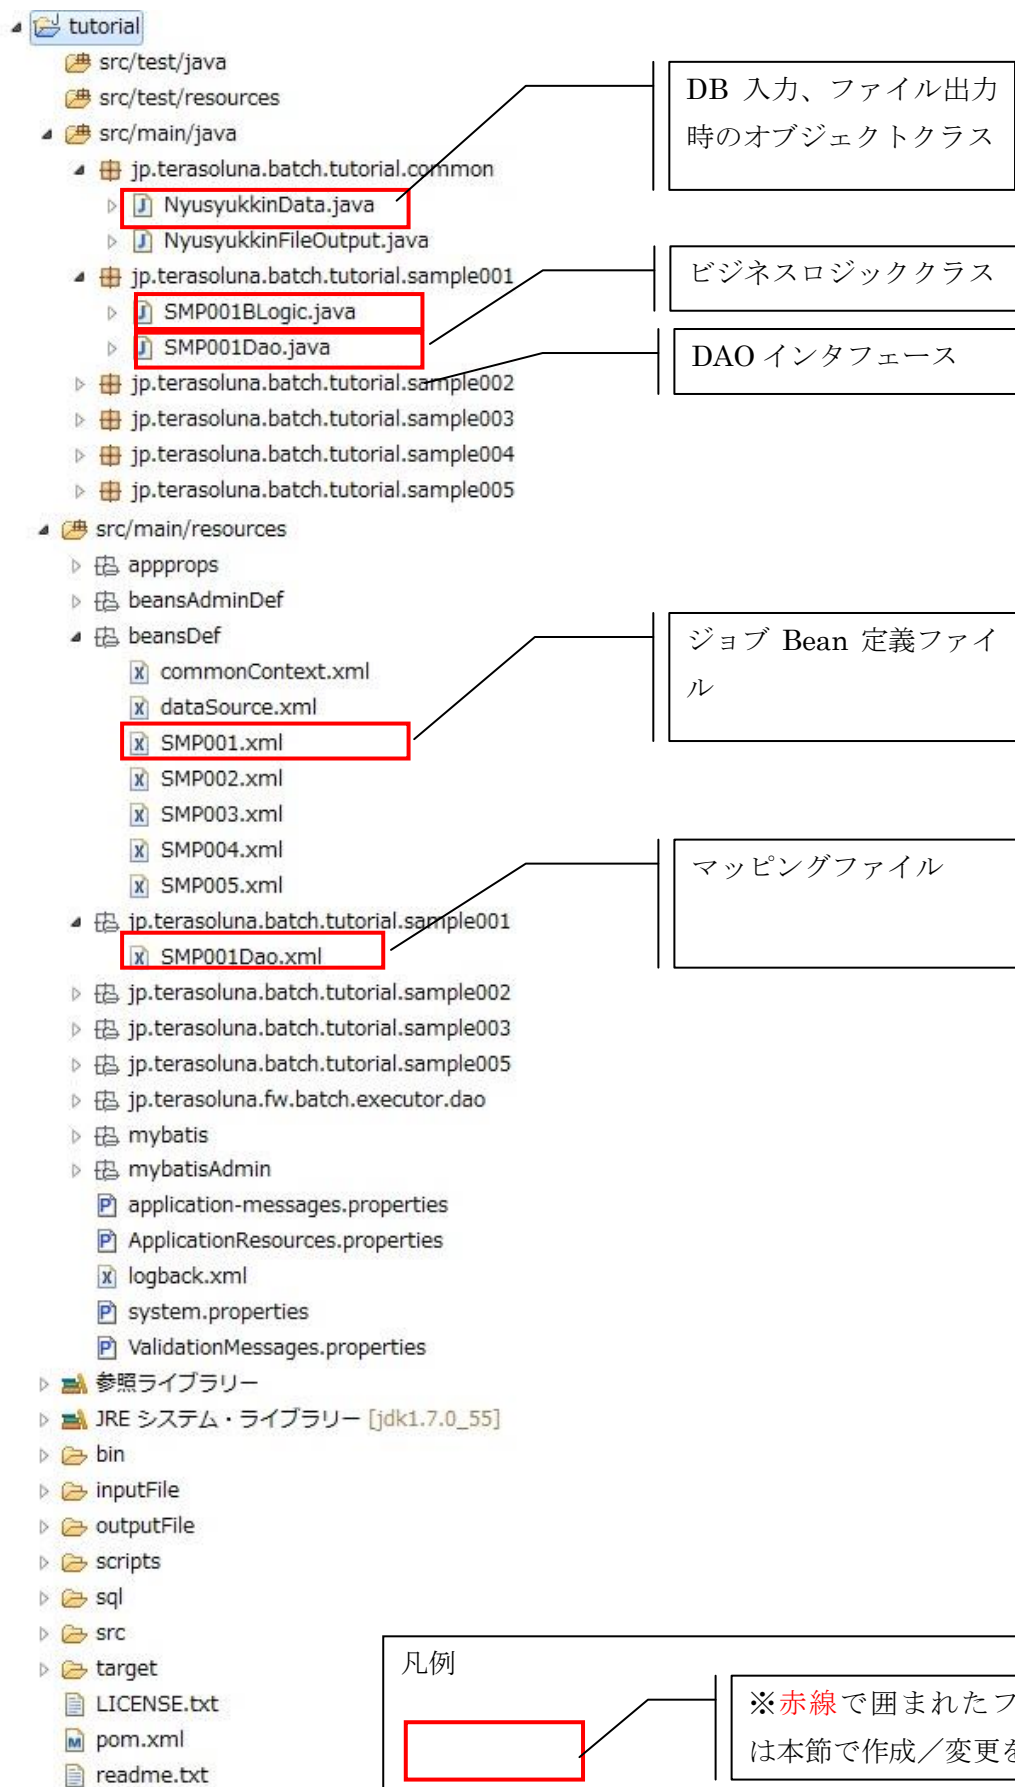 tutorial
src/test/java
src/test/resources
src/main/java
jp.terasoluna.batch.tutorial.common
NyusyukkinData.java
NyusyukkinFileOutput.java
jp.terasoluna.batch.tutorial.sample001
SMP001BLogic.java
SMP001Dao.java
jp.terasoluna.batch.tutorial.sample002
jp.terasoluna.batch.tutorial.sample003
jp.terasoluna.batch.tutorial.sample004
jp.terasoluna.batch.tutorial.sample005
src/main/resources
appprops
beansAdminDef
beansDef
commonContext.xml
dataSource.xml
SMP001.xml
SMP002.xml
SMP003.xml
SMP004.xml
SMP005.xml
jp.terasoluna.batch.tutorial.sample001
SMP001Dao.xml
jp.terasoluna.batch.tutorial.sample002
jp.terasoluna.batch.tutorial.sample003
jp.terasoluna.batch.tutorial.sample005
jp.terasoluna.fw.batch.executor.dao
mybatis
mybatisAdmin
application-messages.properties
ApplicationResources.properties
logback.xml
system.properties
ValidationMessages.properties
参照ライブラリー
JRE システム・ライブラリー [jdk1.7.0_55]
bin
inputFile
outputFile
scripts
sql
src
target
LICENSE.txt
pom.xml
readme.txt
DB 入力、ファイル出力
時のオブジェクトクラス
ビジネスロジッククラス
DAO インタフェース
ジョブ Bean 定義ファイ
ル
マッピングファイル
凡例
※赤線で囲まれたフ
は本節で作成／変更を